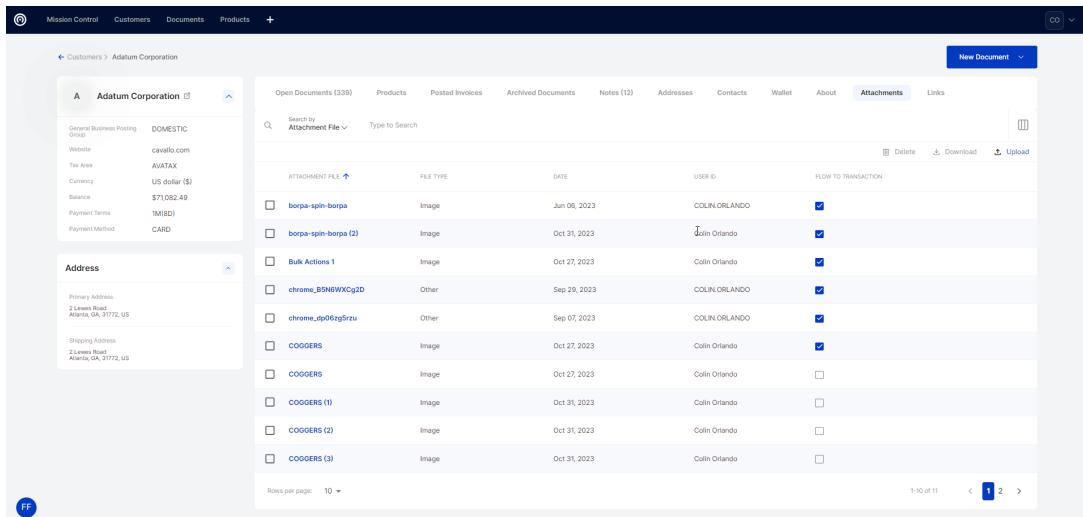 Mission Control Customers Documents Products +
CO
← Customers > Adatum Corporation
New Document
A Adatum Corporation
General Business Posting Group DOMESTIC
Website cavallo.com
Tax Area AVATAX
Currency US dollar ($)
Balance $71,082.49
Payment Terms 1M(8D)
Payment Method CARD
Address
Primary Address
2 Lewes Road
Atlanta, GA, 31772, US
Shipping Address
2 Lewes Road
Atlanta, GA, 31772, US
Open Documents (339) Products Posted Invoices Archived Documents Notes (12) Addresses Contacts Wallet About Attachments Links
Search by
Attachment File Type to Search
Delete Download Upload
ATTACHMENT FILE FILE TYPE DATE USER ID FLOW TO TRANSACTION
borpa-spin-borpa Image Jun 06, 2023 COLIN.ORLANDO
borpa-spin-borpa (2) Image Oct 31, 2023 Colin Orlando
Bulk Actions 1 Image Oct 27, 2023 Colin Orlando
chrome_B5N6WXCg2D Other Sep 29, 2023 COLIN.ORLANDO
chrome_dp06zg5rzu Other Sep 07, 2023 COLIN.ORLANDO
COGGERS Image Oct 27, 2023 Colin Orlando
COGGERS Image Oct 27, 2023 Colin Orlando
COGGERS (1) Image Oct 31, 2023 Colin Orlando
COGGERS (2) Image Oct 31, 2023 Colin Orlando
COGGERS (3) Image Oct 31, 2023 Colin Orlando
Rows per page: 10 1-10 of 11 < 1 2 >
FF